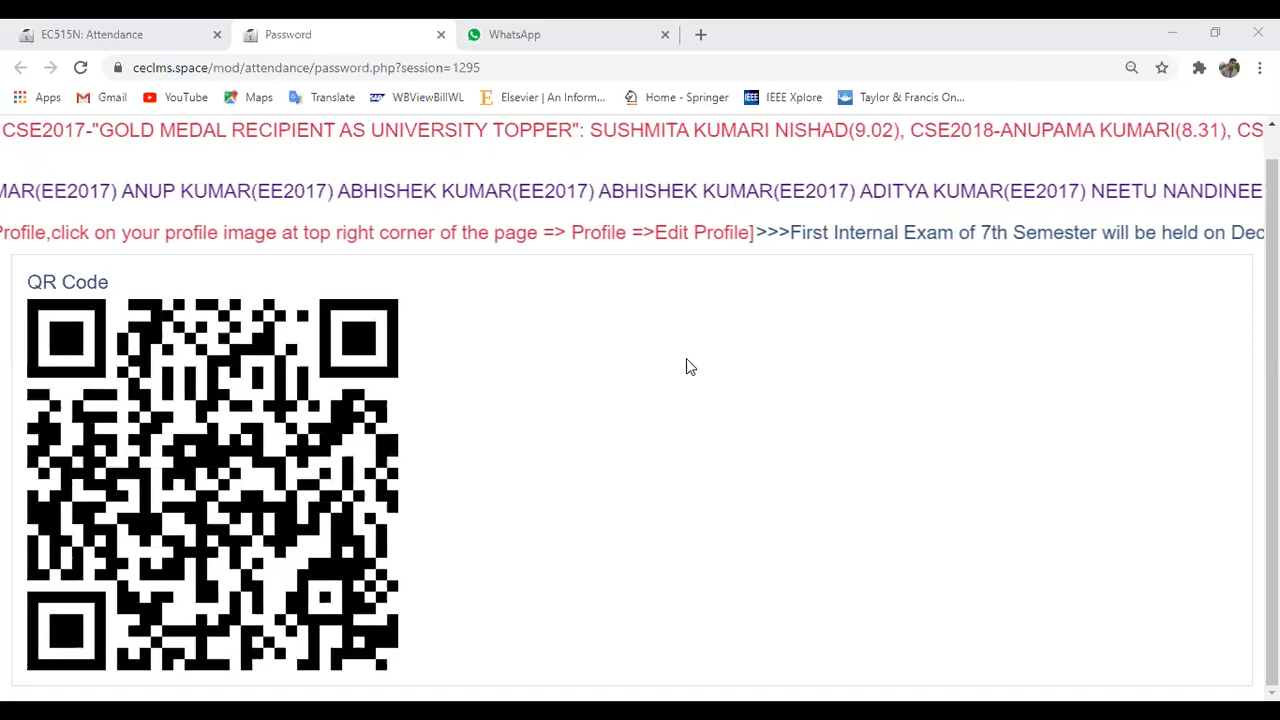 EC515N: Attendance
Password
WhatsApp
ceclms.space/mod/attendance/password.php?session=1295
Apps
Gmail
YouTube
Maps
Translate
WBViewBillWL
Elsevier | An Inform...
Home - Springer
IEEE Xplore
Taylor & Francis On...
CSE2017-"GOLD MEDAL RECIPIENT AS UNIVERSITY TOPPER": SUSHMITA KUMARI NISHAD(9.02), CSE2018-ANUPAMA KUMARI(8.31), CS
MAR(EE2017) ANUP KUMAR(EE2017) ABHISHEK KUMAR(EE2017) ABHISHEK KUMAR(EE2017) ADITYA KUMAR(EE2017) NEETU NANDINEE
Profile,click on your profile image at top right corner of the page => Profile =>Edit Profile]>>>First Internal Exam of 7th Semester will be held on Dec
QR Code